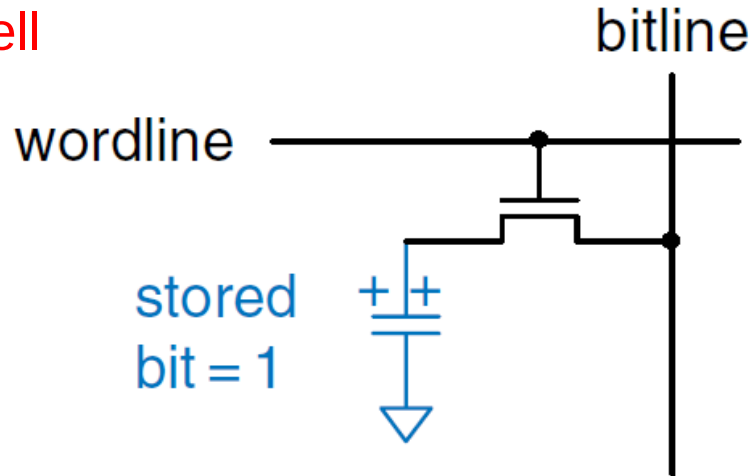 ell
bitline
wordline
+ +
stored
bit = 1